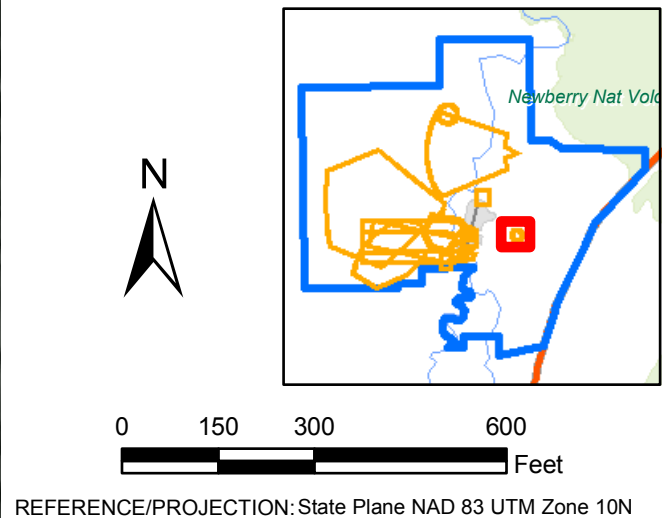 Newberry Nat Volc
N
0 150 300 600
Feet
REFERENCE/PROJECTION: State Plane NAD 83 UTM Zone 10N